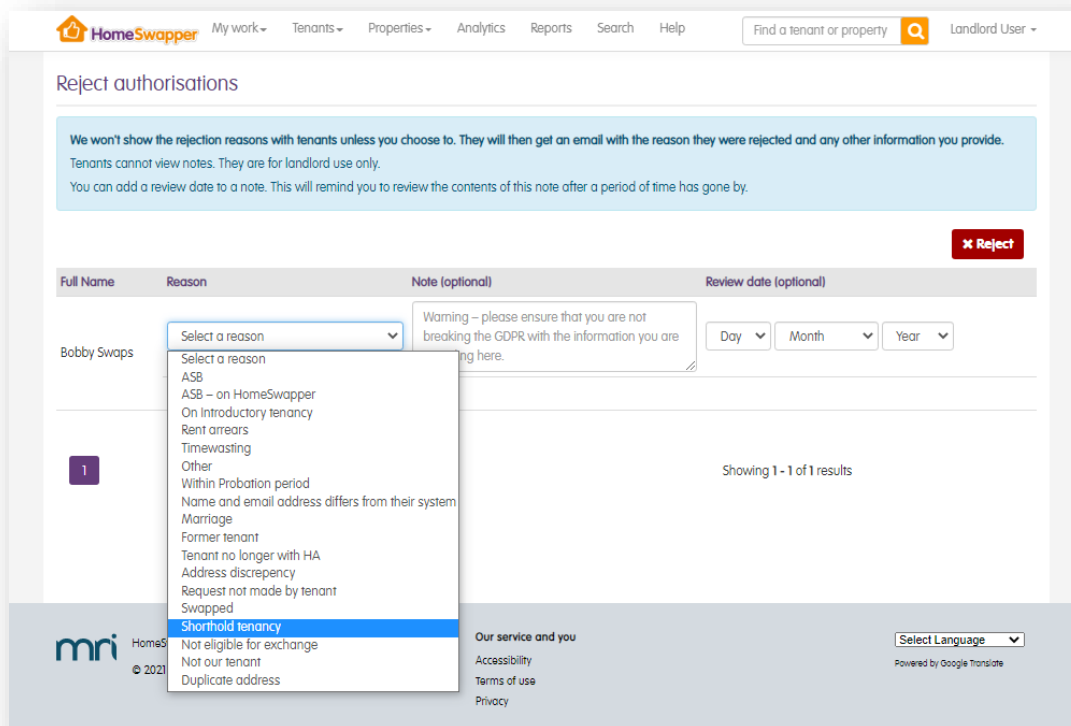 HomeSwapper My work Tenants Properties Analytics Reports Search Help Find a tenant or property Landlord User
Reject authorisations
We won't show the rejection reasons with tenants unless you choose to. They will then get an email with the reason they were rejected and any other information you provide.
Tenants cannot view notes. They are for landlord use only.
You can add a review date to a note. This will remind you to review the contents of this note after a period of time has gone by.
Reject
Full Name Reason Note (optional) Review date (optional)
Bobby Swaps
Select a reason
Warning – please ensure that you are not
breaking the GDPR with the information you are
here.
Day Month Year
Select a reason
ASB
ASB – on HomeSwapper
On Introductory tenancy
Rent arrears
Timewasting
Other
Within Probation period
Name and email address differs from their system
Marriage
Former tenant
Tenant no longer with HA
Address discrepency
Request not made by tenant
Swapped
Shorthold tenancy
Not eligible for exchange
Not our tenant
Duplicate address
1
Showing 1 - 1 of 1 results
mri
© 2021
Our service and you
Accessibility
Terms of use
Privacy
Select Language
Powered by Google Translate